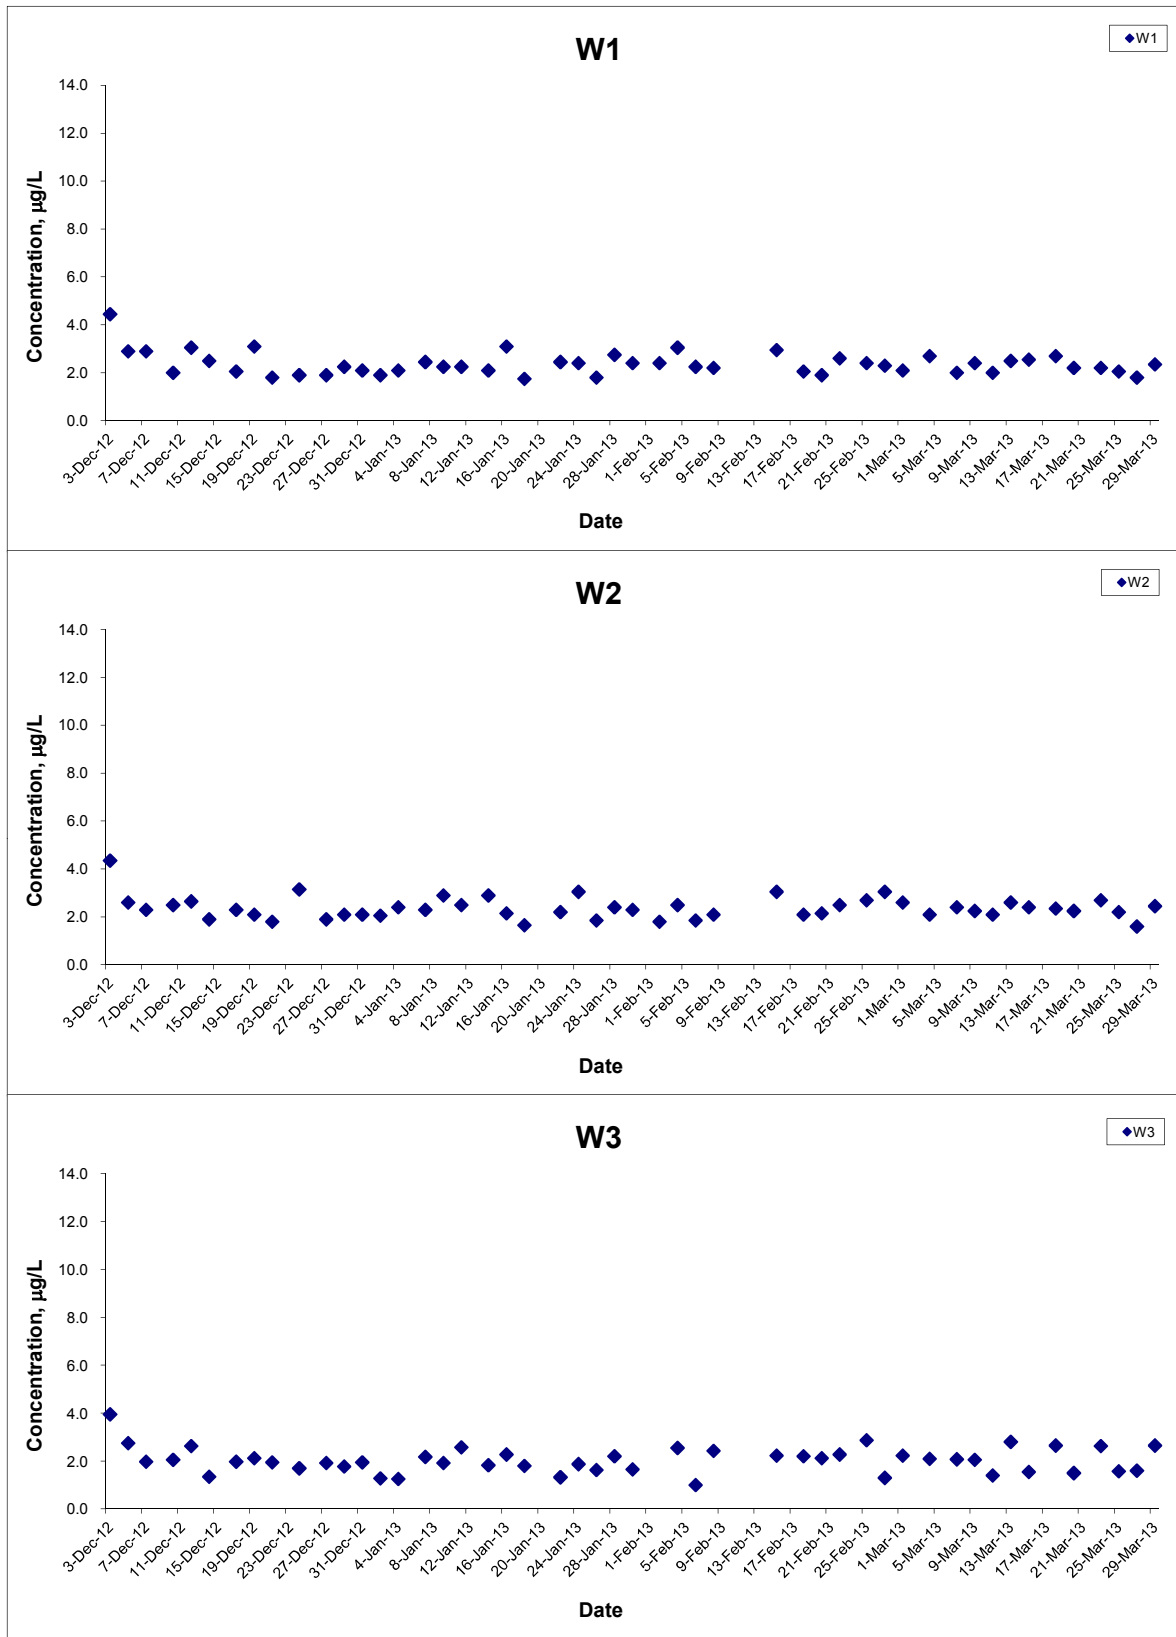 W1
W1
14.0
12.0
10.0
8.0
6.0
4.0
2.0
0.0
Concentration, µg/L
3-Dec-12
7-Dec-12
11-Dec-12
15-Dec-12
19-Dec-12
23-Dec-12
27-Dec-12
31-Dec-12
4-Jan-13
8-Jan-13
12-Jan-13
16-Jan-13
20-Jan-13
24-Jan-13
28-Jan-13
1-Feb-13
5-Feb-13
9-Feb-13
13-Feb-13
17-Feb-13
21-Feb-13
25-Feb-13
1-Mar-13
5-Mar-13
9-Mar-13
13-Mar-13
17-Mar-13
21-Mar-13
25-Mar-13
29-Mar-13
Date
W2
W2
14.0
12.0
10.0
8.0
6.0
4.0
2.0
0.0
Concentration, µg/L
3-Dec-12
7-Dec-12
11-Dec-12
15-Dec-12
19-Dec-12
23-Dec-12
27-Dec-12
31-Dec-12
4-Jan-13
8-Jan-13
12-Jan-13
16-Jan-13
20-Jan-13
24-Jan-13
28-Jan-13
1-Feb-13
5-Feb-13
9-Feb-13
13-Feb-13
17-Feb-13
21-Feb-13
25-Feb-13
1-Mar-13
5-Mar-13
9-Mar-13
13-Mar-13
17-Mar-13
21-Mar-13
25-Mar-13
29-Mar-13
Date
W3
W3
14.0
12.0
10.0
8.0
6.0
4.0
2.0
0.0
Concentration, µg/L
3-Dec-12
7-Dec-12
11-Dec-12
15-Dec-12
19-Dec-12
23-Dec-12
27-Dec-12
31-Dec-12
4-Jan-13
8-Jan-13
12-Jan-13
16-Jan-13
20-Jan-13
24-Jan-13
28-Jan-13
1-Feb-13
5-Feb-13
9-Feb-13
13-Feb-13
17-Feb-13
21-Feb-13
25-Feb-13
1-Mar-13
5-Mar-13
9-Mar-13
13-Mar-13
17-Mar-13
21-Mar-13
25-Mar-13
29-Mar-13
Date